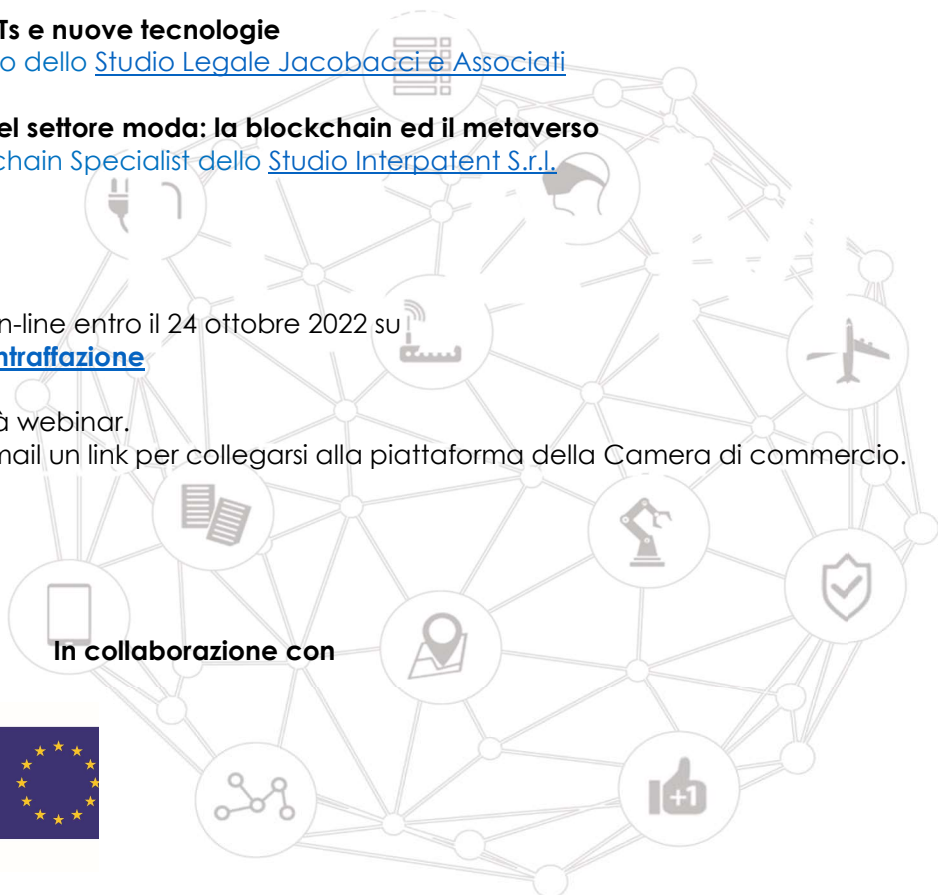 Ts e nuove tecnologie
o dello Studio Legale Jacobacci e Associati
el settore moda: la blockchain ed il metaverso
chain Specialist dello Studio Interpatent S.r.l.
n-line entro il 24 ottobre 2022 su
ntraffazione
à webinar.
mail un link per collegarsi alla piattaforma della Camera di commercio.
In collaborazione con
+1